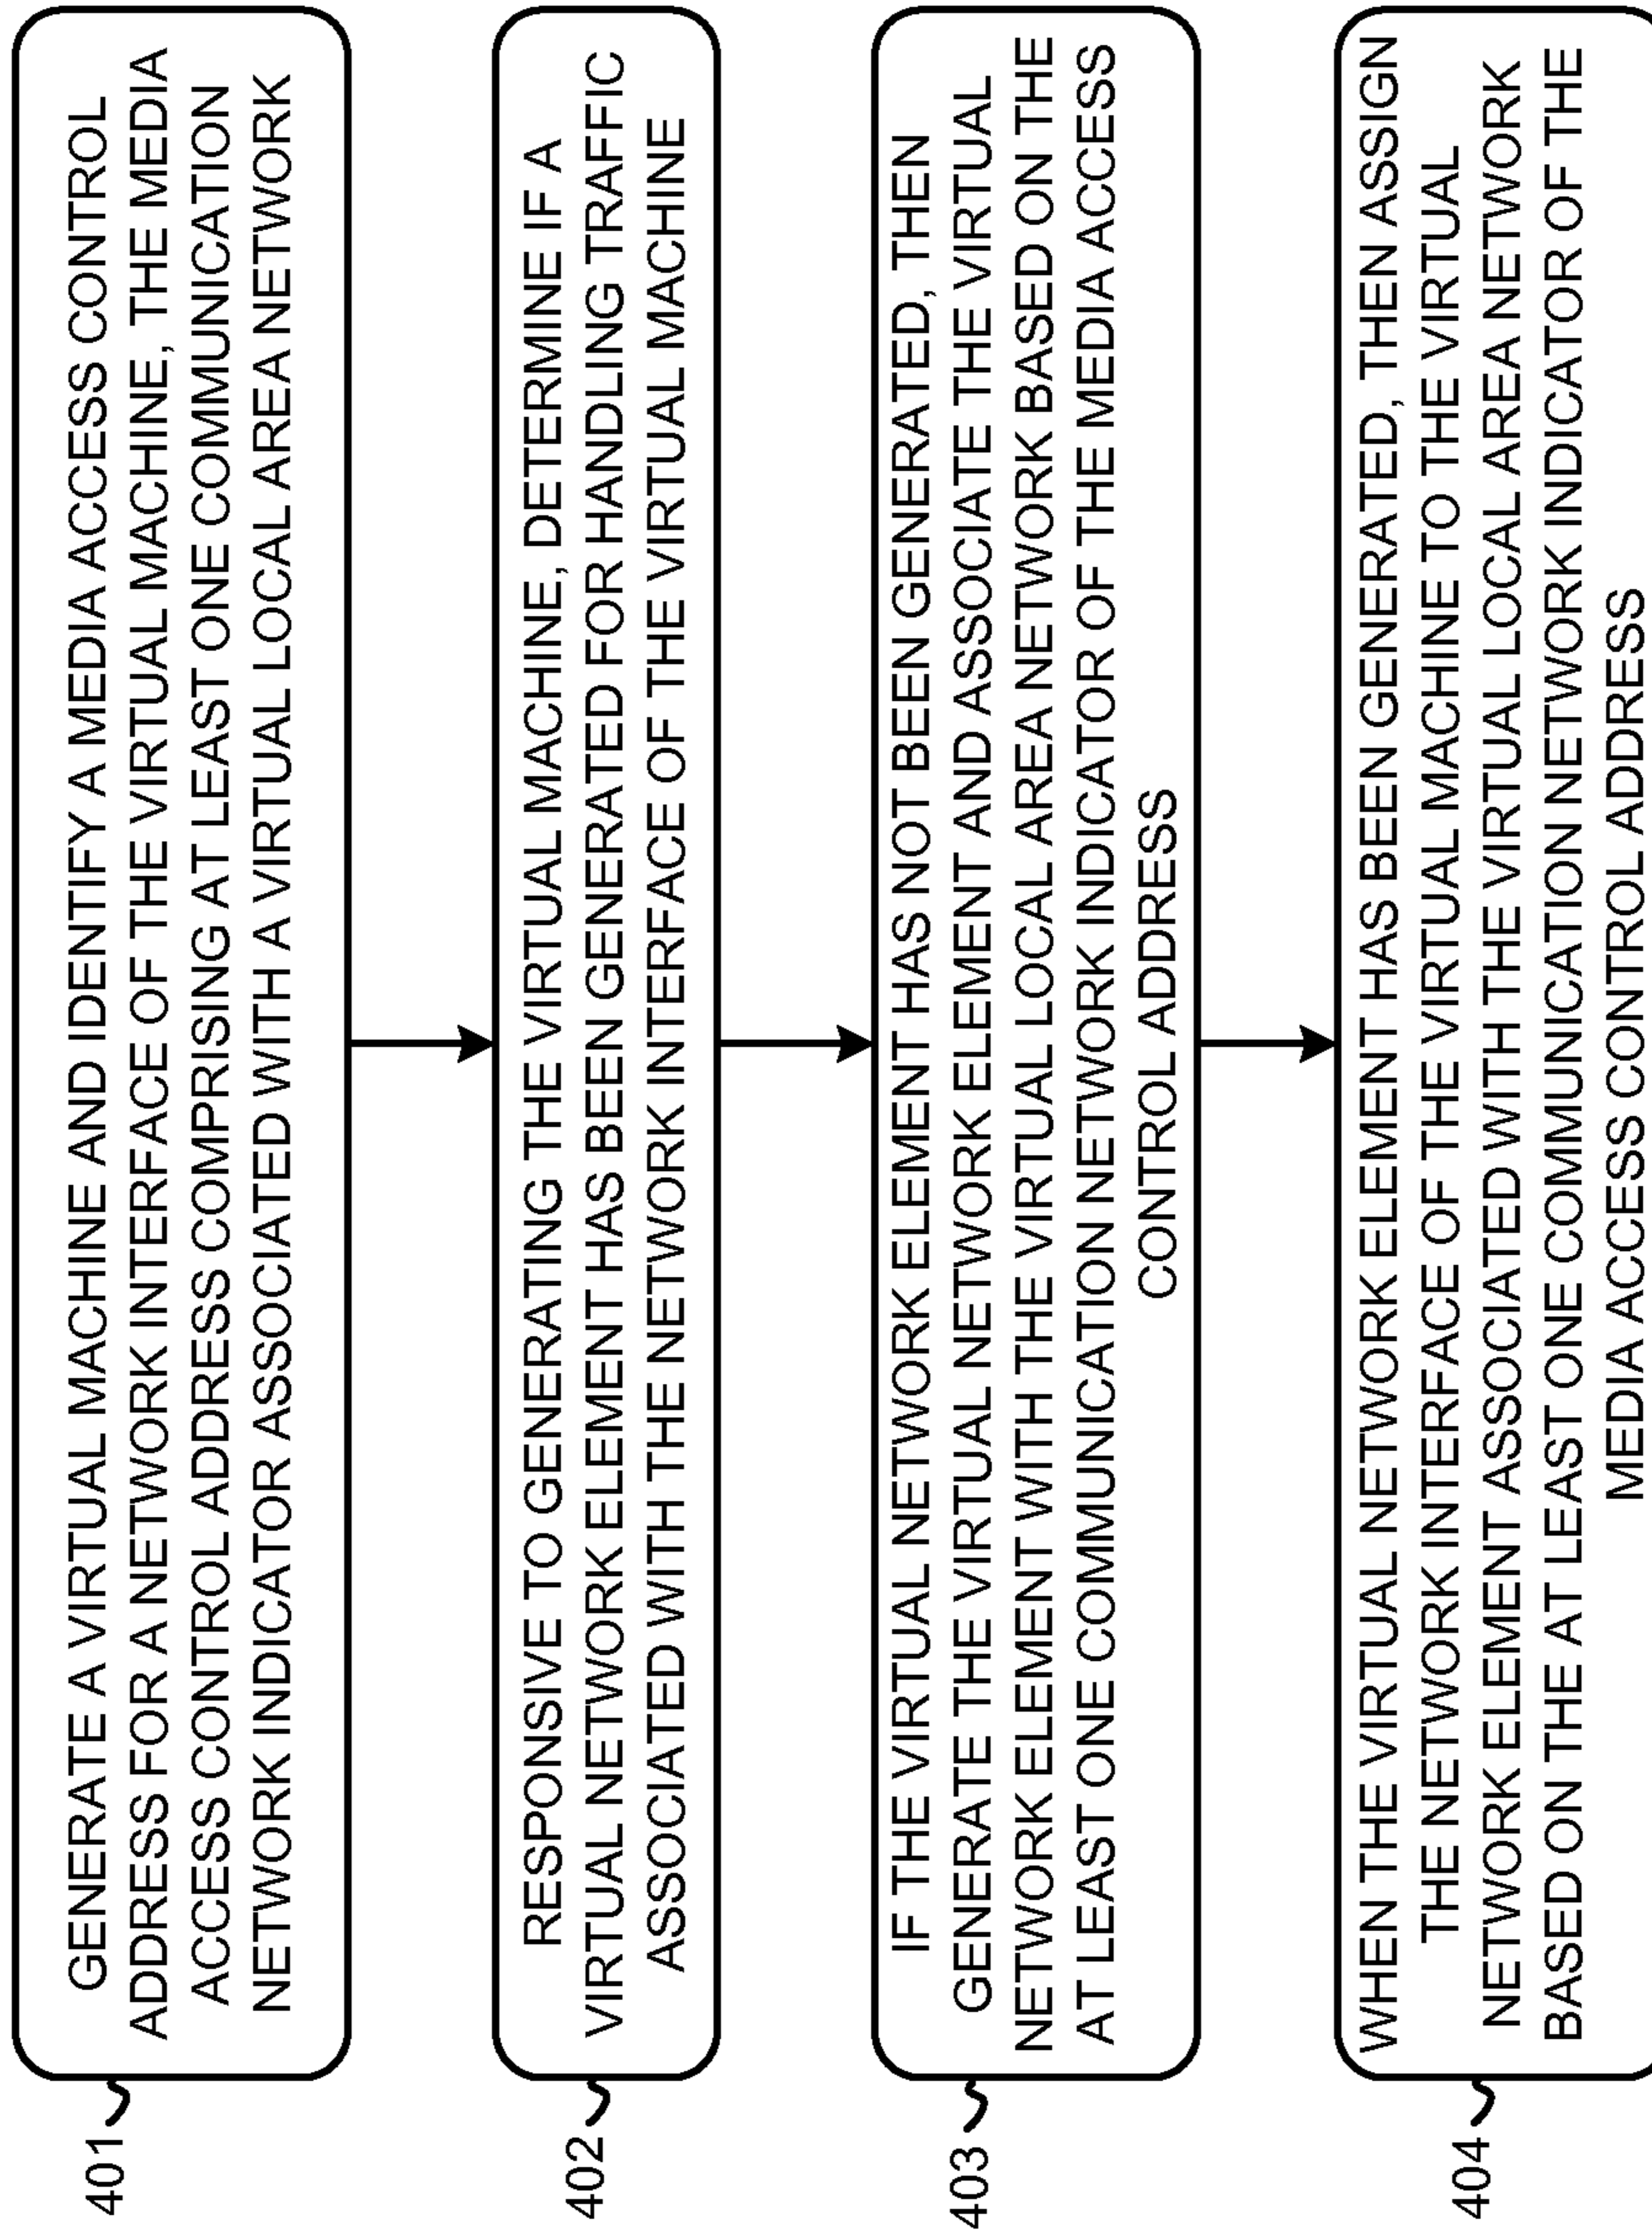 401
GENERATE A VIRTUAL MACHINE AND IDENTIFY A MEDIA ACCESS CONTROL
ADDRESS FOR A NETWORK INTERFACE OF THE VIRTUAL MACHINE, THE MEDIA
ACCESS CONTROL ADDRESS COMPRISING AT LEAST ONE COMMUNICATION
NETWORK INDICATOR ASSOCIATED WITH A VIRTUAL LOCAL AREA NETWORK
402
RESPONSIVE TO GENERATING THE VIRTUAL MACHINE, DETERMINE IF A
VIRTUAL NETWORK ELEMENT HAS BEEN GENERATED FOR HANDLING TRAFFIC
ASSOCIATED WITH THE NETWORK INTERFACE OF THE VIRTUAL MACHINE
403
IF THE VIRTUAL NETWORK ELEMENT HAS NOT BEEN GENERATED, THEN
GENERATE THE VIRTUAL NETWORK ELEMENT AND ASSOCIATE THE VIRTUAL
NETWORK ELEMENT WITH THE VIRTUAL LOCAL AREA NETWORK BASED ON THE
AT LEAST ONE COMMUNICATION NETWORK INDICATOR OF THE MEDIA ACCESS
CONTROL ADDRESS
404
WHEN THE VIRTUAL NETWORK ELEMENT HAS BEEN GENERATED, THEN ASSIGN
THE NETWORK INTERFACE OF THE VIRTUAL MACHINE TO THE VIRTUAL
NETWORK ELEMENT ASSOCIATED WITH THE VIRTUAL LOCAL AREA NETWORK
BASED ON THE AT LEAST ONE COMMUNICATION NETWORK INDICATOR OF THE
MEDIA ACCESS CONTROL ADDRESS